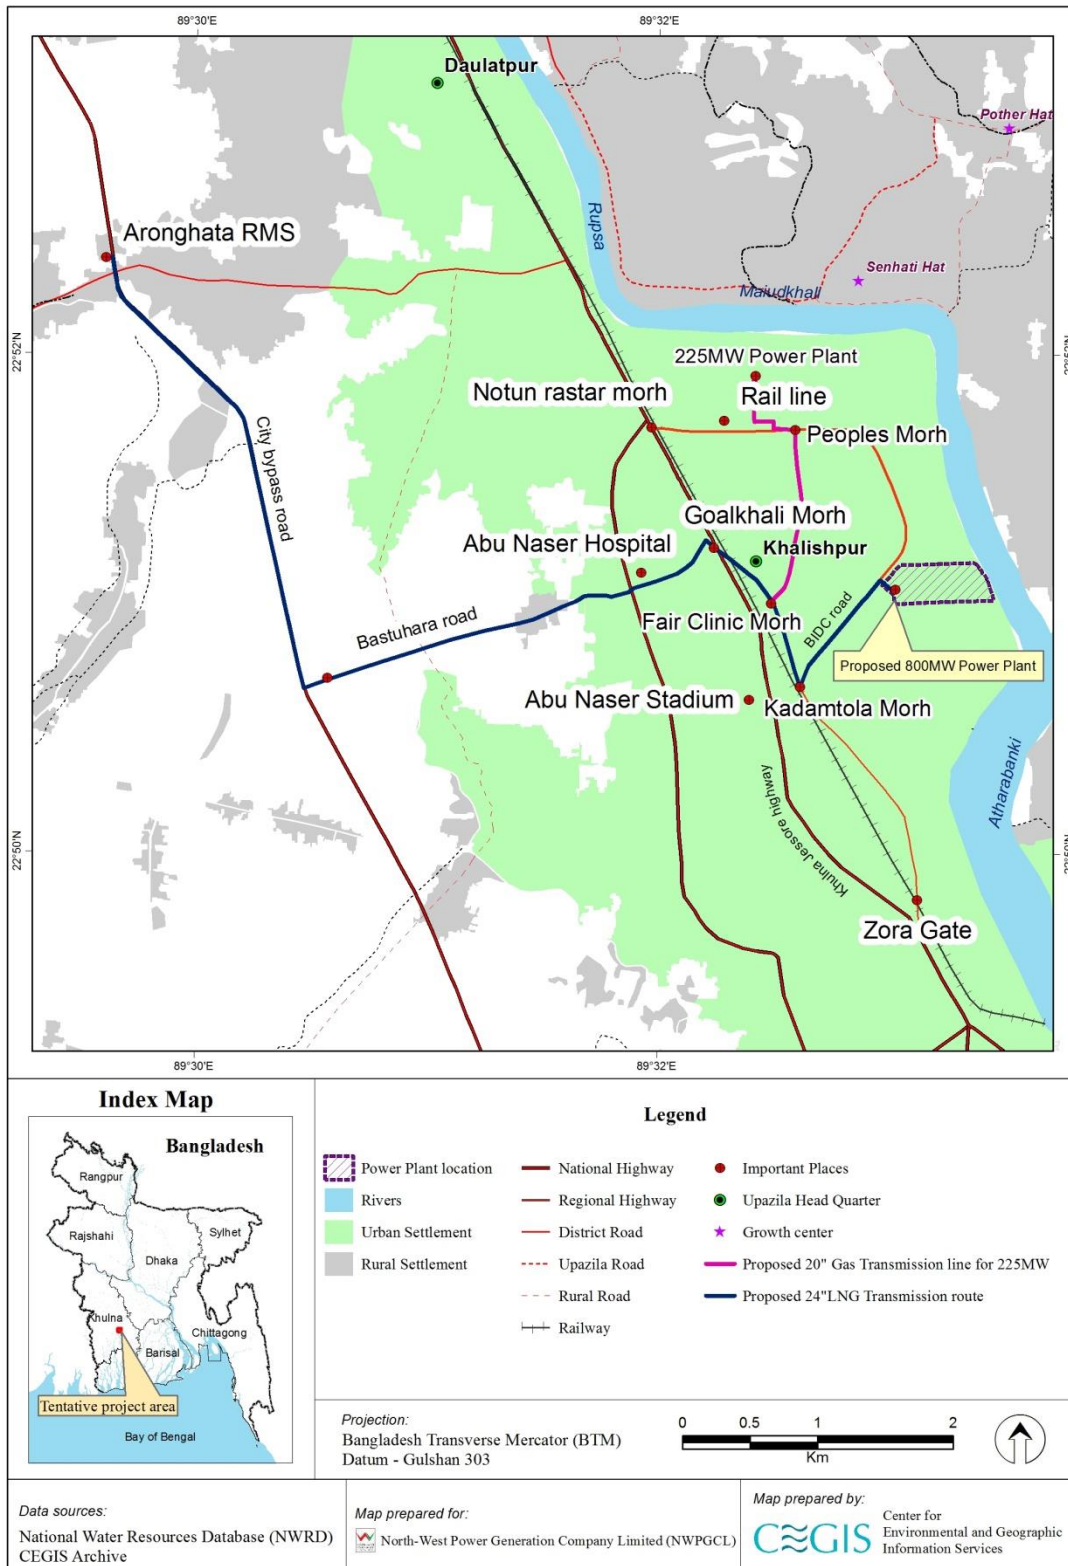 89°30'E
89°32'E
Daulatpur
Pother Hat
Rupsa
Aronghata RMS
Senhati Hat
22°52'N
22°52'N
225MW Power Plant
Notun rastar morh
Rail line
Peoples Morh
City bypass road
Goalkhali Morh
Abu Naser Hospital
Khalishpur
Bastuhara road
Fair Clinic Morh
BIDC road
Proposed 800MW Power Plant
Abu Naser Stadium
Kadamtola Morh
Atharabanki
Khulna Jessore highway
22°50'N
22°50'N
Zora Gate
89°30'E
89°32'E
Index Map
Bangladesh
Rangpur
Rajshahi
Sylhet
Dhaka
Khulna
Barisal
Chittagong
Tentative project area
Bay of Bengal
Legend
Power Plant location
Rivers
Urban Settlement
Rural Settlement
National Highway
Regional Highway
District Road
Upazila Road
Rural Road
Railway
Important Places
Upazila Head Quarter
Growth center
Proposed 20" Gas Transmission line for 225MW
Proposed 24"LNG Transmission route
Projection:
Bangladesh Transverse Mercator (BTM)
Datum - Gulshan 303
0 0.5 1 2
Km
Data sources:
National Water Resources Database (NWRD)
CEGIS Archive
Map prepared for:
North-West Power Generation Company Limited (NWPGCL)
Map prepared by:
CEGIS
Center for
Environmental and Geographic
Information Services